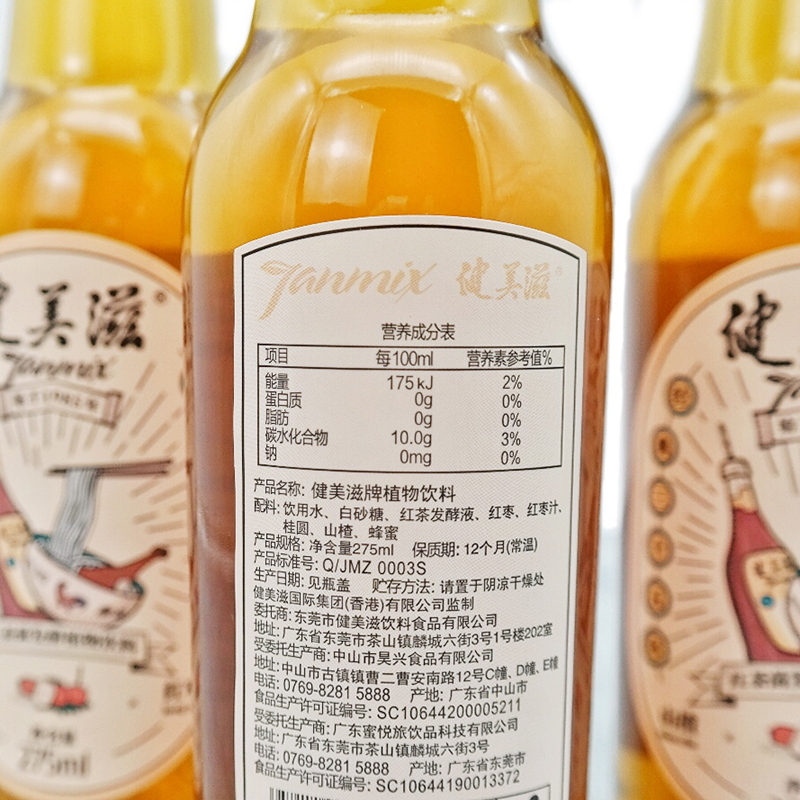 Janmix 健美滋®
营养成分表
项目 每100ml 营养素参考值%
能量 175kJ 2%
蛋白质 0g 0%
脂肪 0g 0%
碳水化合物 10.0g 3%
钠 0mg 0%
产品名称: 健美滋牌植物饮料
配料: 饮用水、白砂糖、红茶发酵液、红枣、红枣汁、
桂圆、山楂、蜂蜜
产品规格: 净含量275ml 保质期: 12个月(常温)
产品标准号: Q/JMZ 0003S
生产日期: 见瓶盖 贮存方法: 请置于阴凉干燥处
健美滋国际集团(香港)有限公司监制
委托商: 东莞市健美滋饮料食品有限公司
地址: 广东省东莞市茶山镇麟城六街3号1号楼202室
受委托生产商: 中山市昊兴食品有限公司
地址: 中山市古镇镇曹二曹安南路12号C幢、D幢、E幢
电话: 0769-8281 5888 产地: 广东省中山市
食品生产许可证编号: SC10644200005211
受委托生产商: 广东蜜悦旅饮品科技有限公司
地址: 广东省东莞市茶山镇麟城六街3号
电话: 0769-8281 5888 产地: 广东省东莞市
食品生产许可证编号: SC10644190013372
健美滋®
Janmix
275ml
健